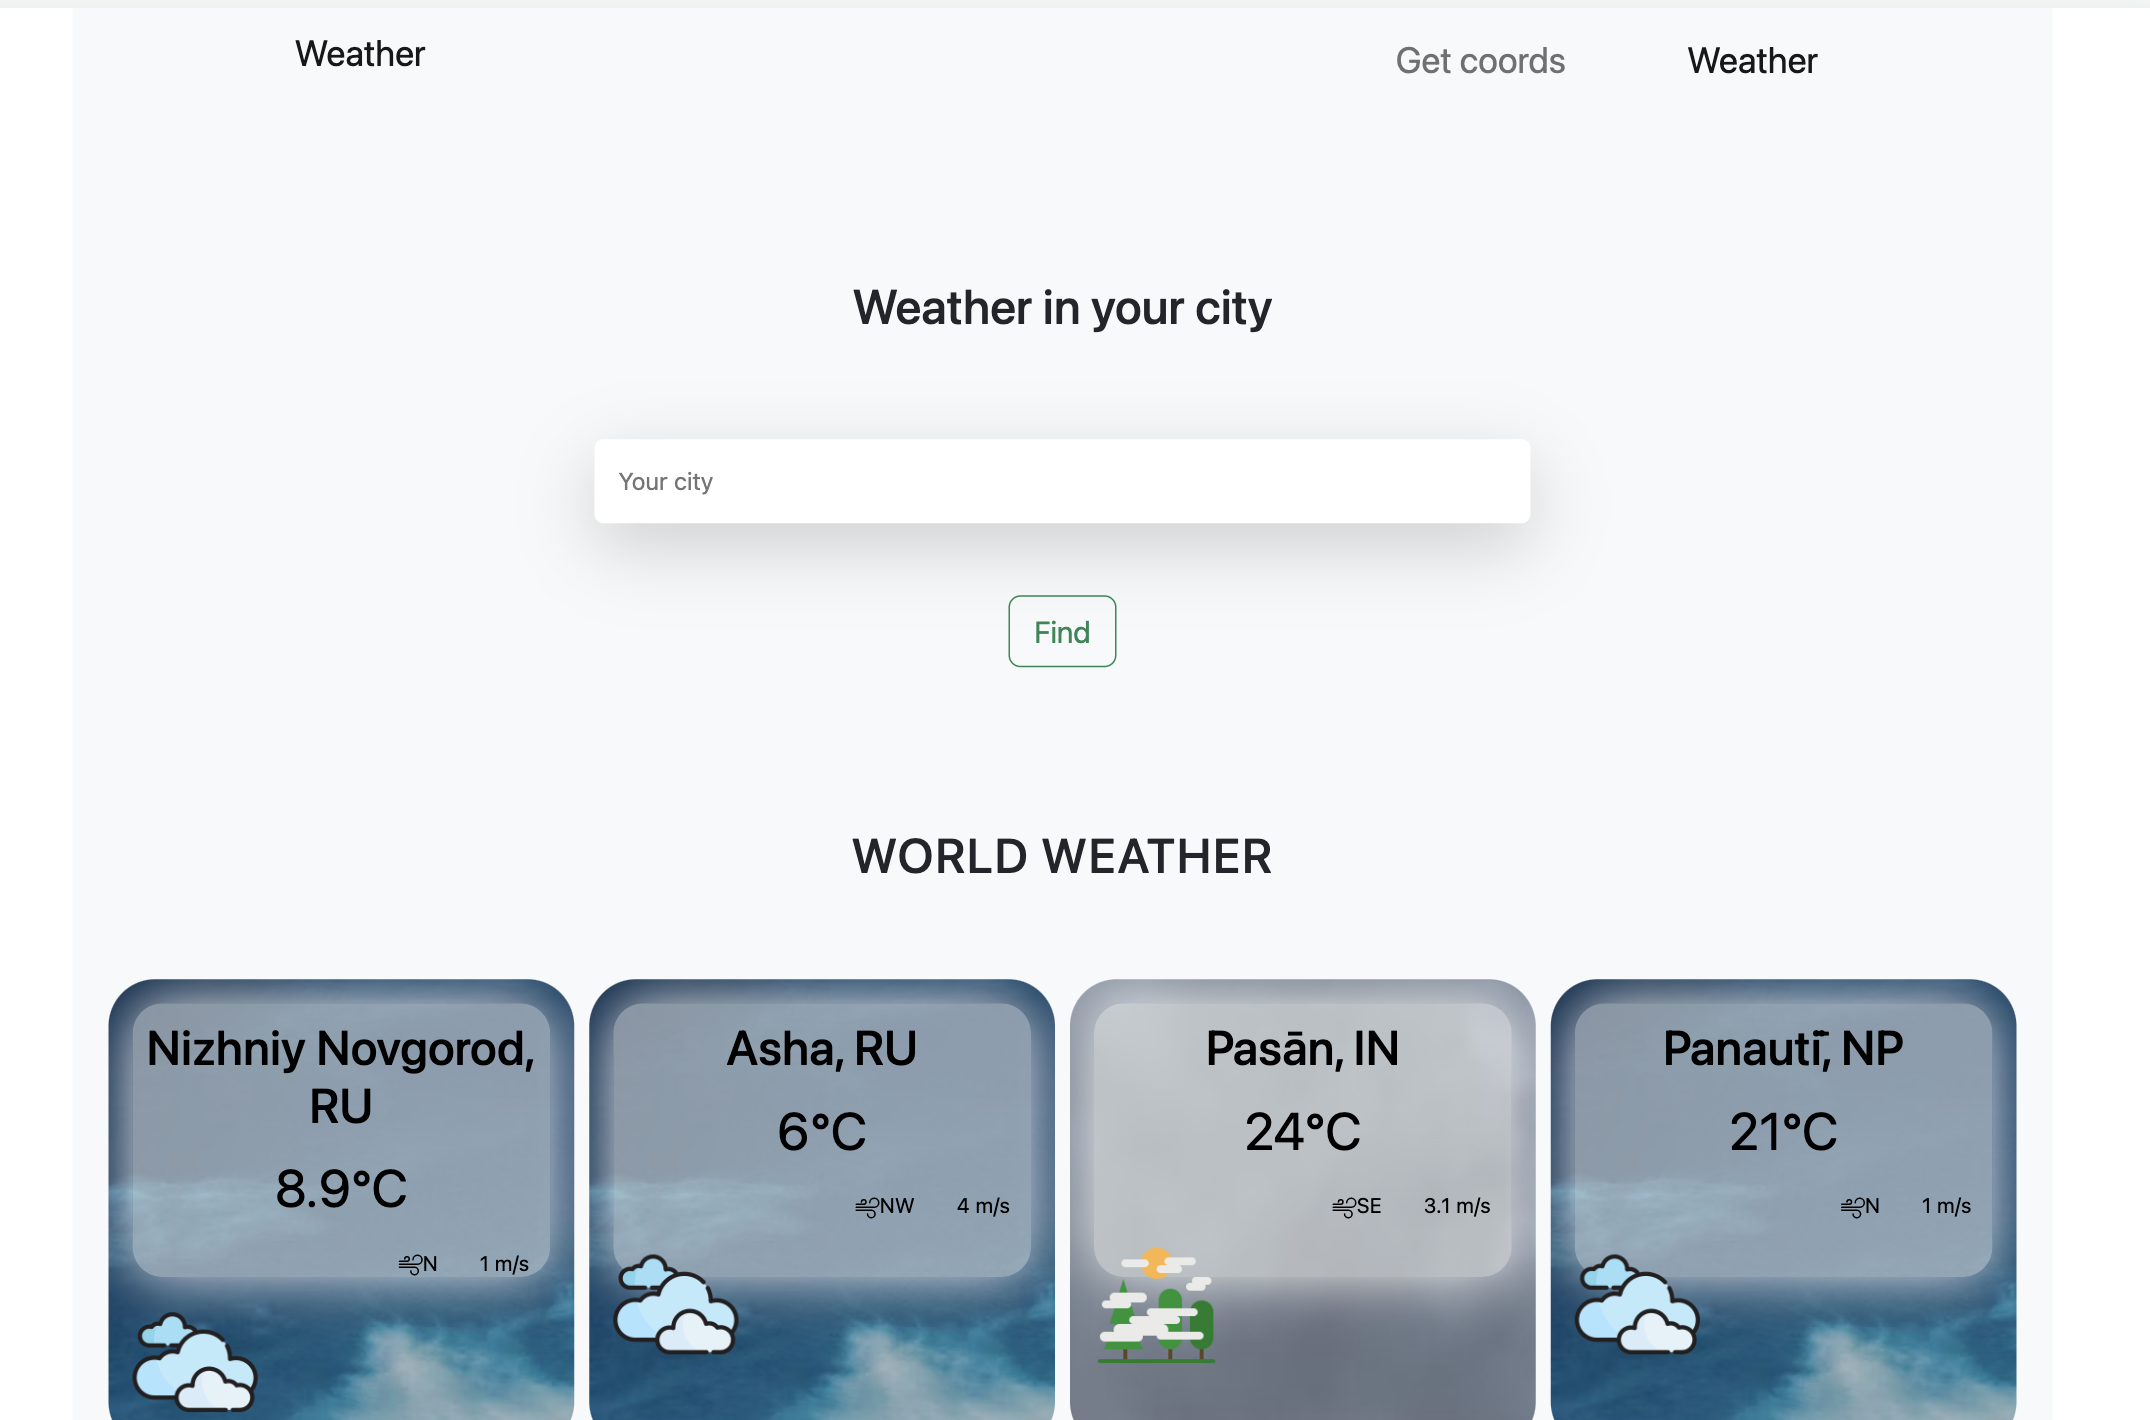 Weather
Get coords
Weather
Weather in your city
Your city
Find
WORLD WEATHER
Nizhniy Novgorod,
RU
8.9°C
N 1 m/s
Asha, RU
6°C
NW 4 m/s
Pasān, IN
24°C
SE 3.1 m/s
Panauti̇̄, NP
21°C
N 1 m/s